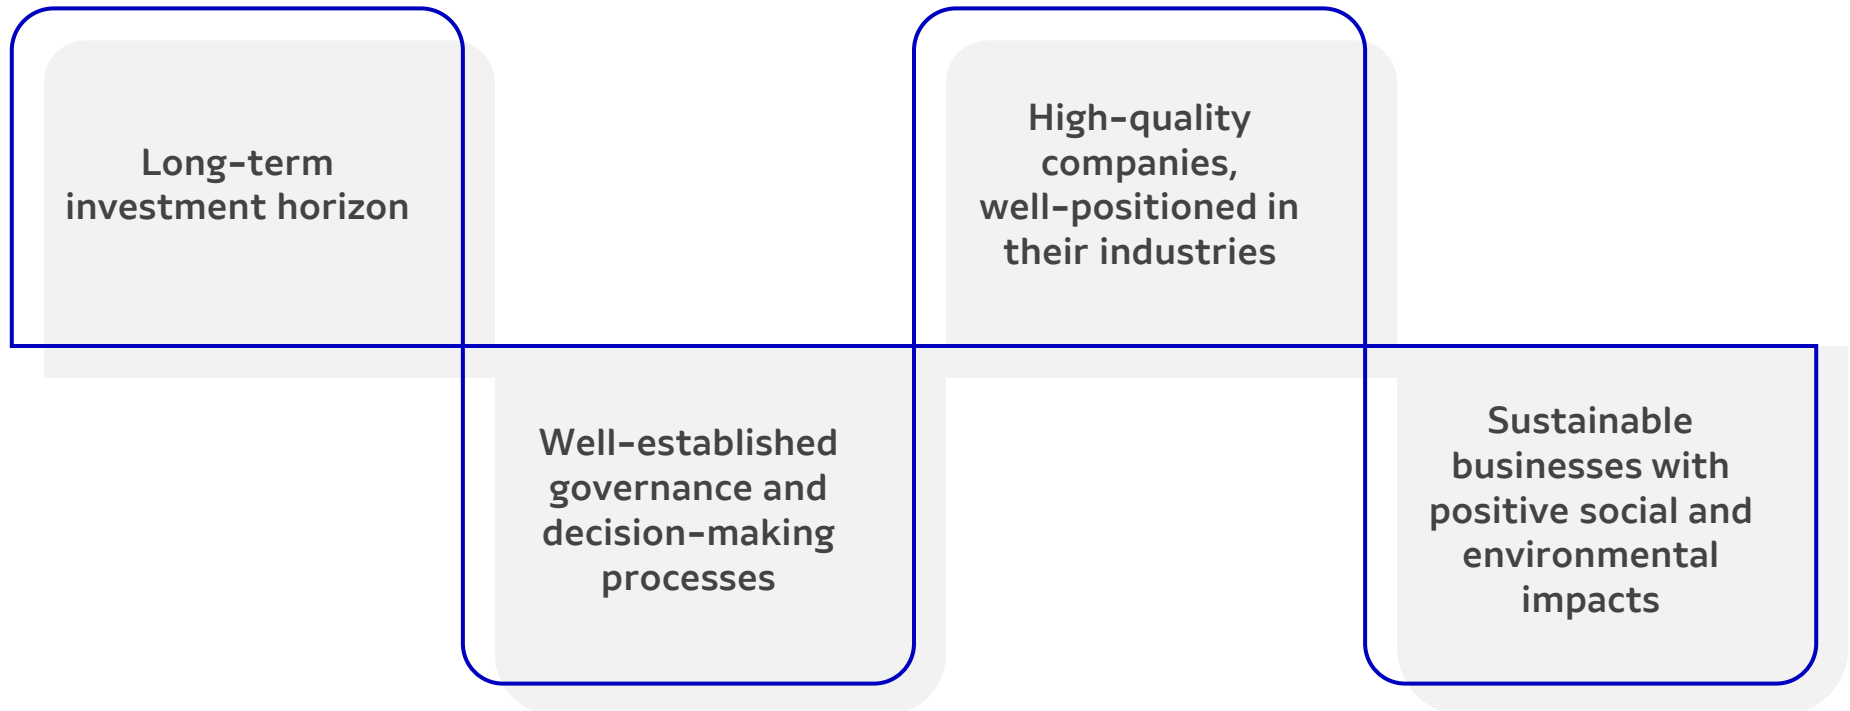 Long-term
investment horizon
Well-established
governance and
decision-making
processes
High-quality
companies,
well-positioned in
their industries
Sustainable
businesses with
positive social and
environmental
impacts